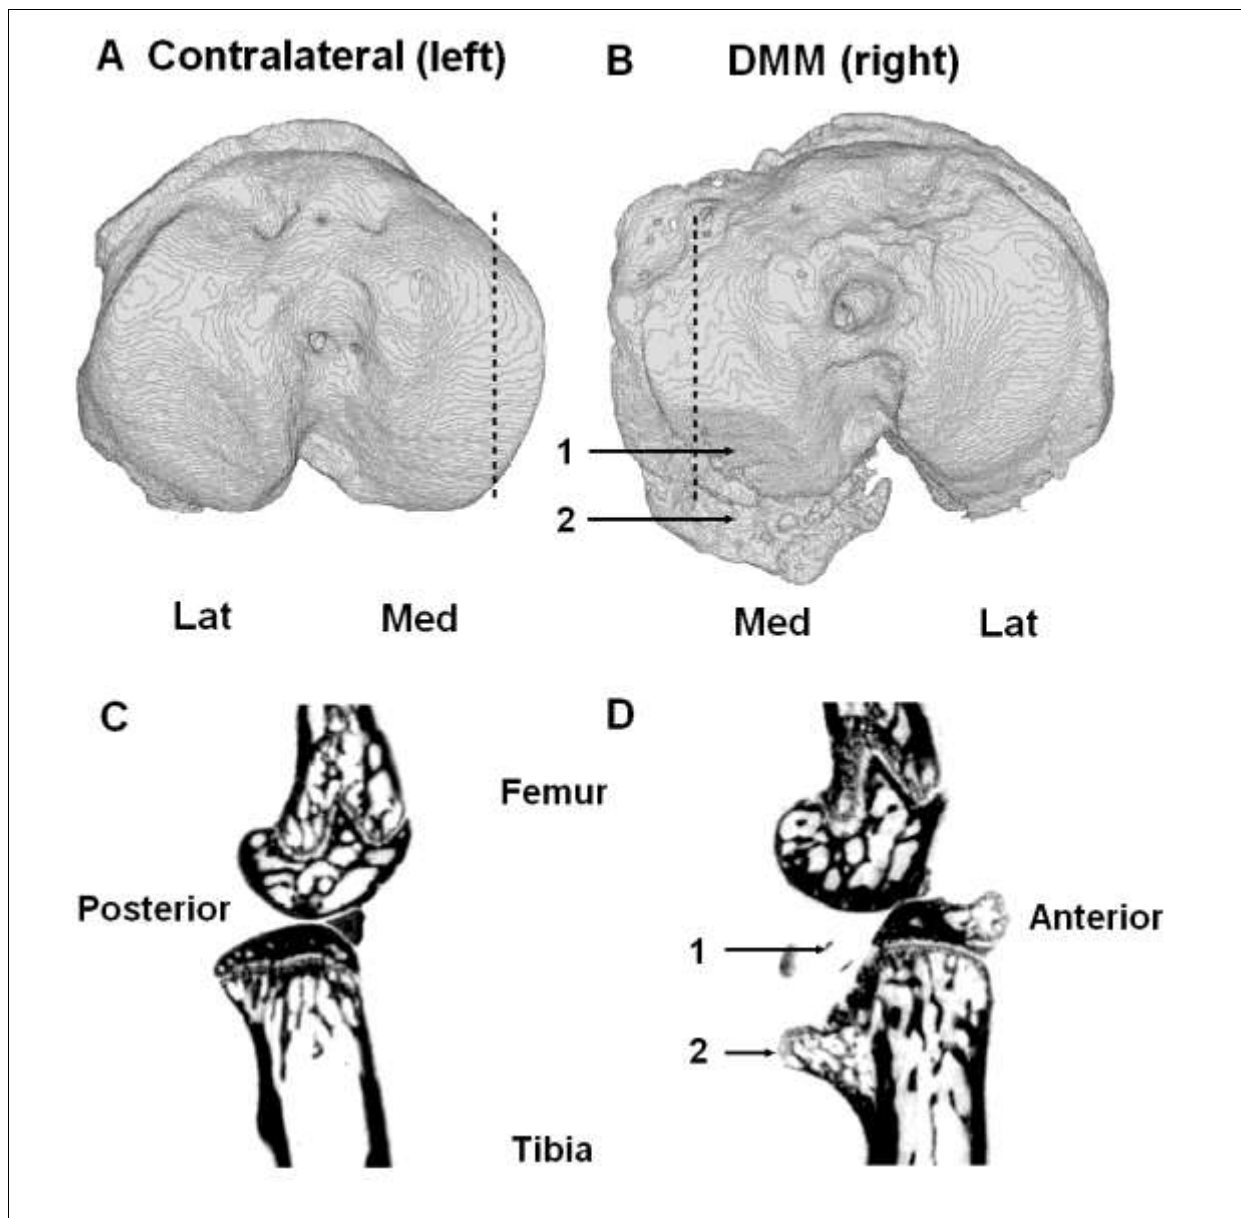 A Contralateral (left)
B DMM (right)
1
2
Lat
Med
Med
Lat
C
D
Femur
Posterior
Anterior
1
2
Tibia